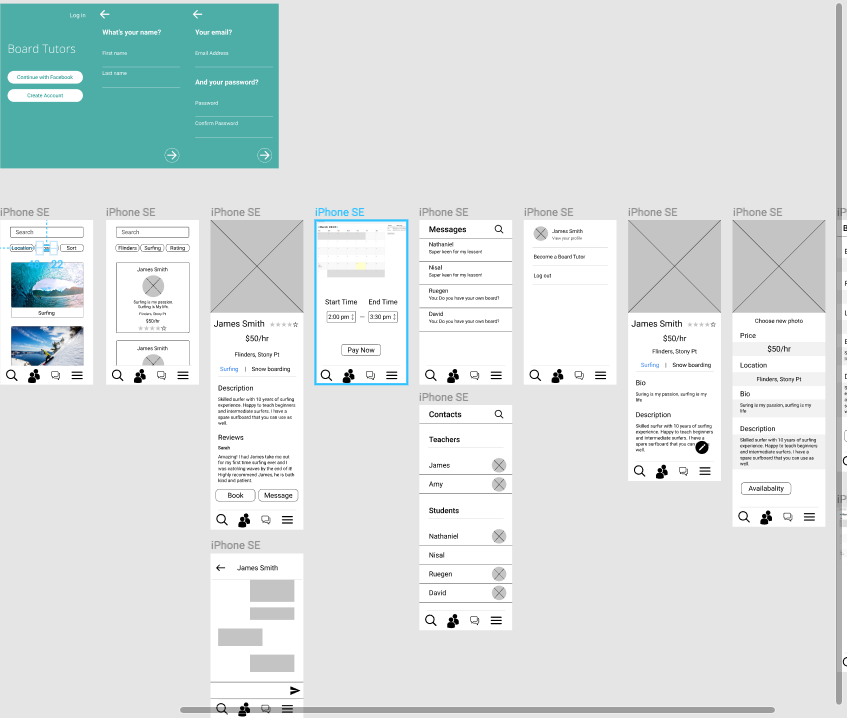 Log In
Board Tutors
Continue with Facebook
Create Account
What's your name?
First name
Last name
Your email?
Email Address
And your password?
Password
Confirm Password
iPhone SE
Search
Location
Sort
Surfing
iPhone SE
Search
Flinders
Surfing
Rating
James Smith
Surfing is my passion.
Surfing is My life.
Flinders, Stony Pt
$50/hr
James Smith
iPhone SE
James Smith
$50/hr
Flinders, Stony Pt
Surfing | Snow boarding
Description
Skilled surfer with 10 years of surfing
experience. Happy to teach beginners
and intermediate surfers. I have a
spare surfboard that you can use as
well.
Reviews
Sarah
Amazing! I had James take me out
for my first time surfing ever and I
was catching waves by the end of it!
Highly recommend James, he is both
kind and patient.
Book
Message
iPhone SE
James Smith
iPhone SE
Start Time
End Time
2:00 pm
—
3:30 pm
Pay Now
iPhone SE
Messages
Nathaniel
Super keen for my lesson!
Nisal
Super keen for my lesson!
Ruegen
You: Do you have your own board?
David
You: Do you have your own board?
iPhone SE
Contacts
Teachers
James
Amy
Students
Nathaniel
Nisal
Ruegen
David
iPhone SE
James Smith
View your profile
Become a Board Tutor
Log out
iPhone SE
James Smith
$50/hr
Flinders, Stony Pt
Surfing | Snow boarding
Bio
Suring is my passion, surfing is my
life
Description
Skilled surfer with 10 years of surfing
experience. Happy to teach beginners
and intermediate surfers. I have a
spare surfboard that you can
well.
iPhone SE
Choose new photo
Price
$50/hr
Location
Flinders, Stony Pt
Bio
Suring is my passion, surfing is my
life
Description
Skilled surfer with 10 years of surfing
experience. Happy to teach beginners
and intermediate surfers. I have a
spare surfboard that you can use as
well.
Availabality